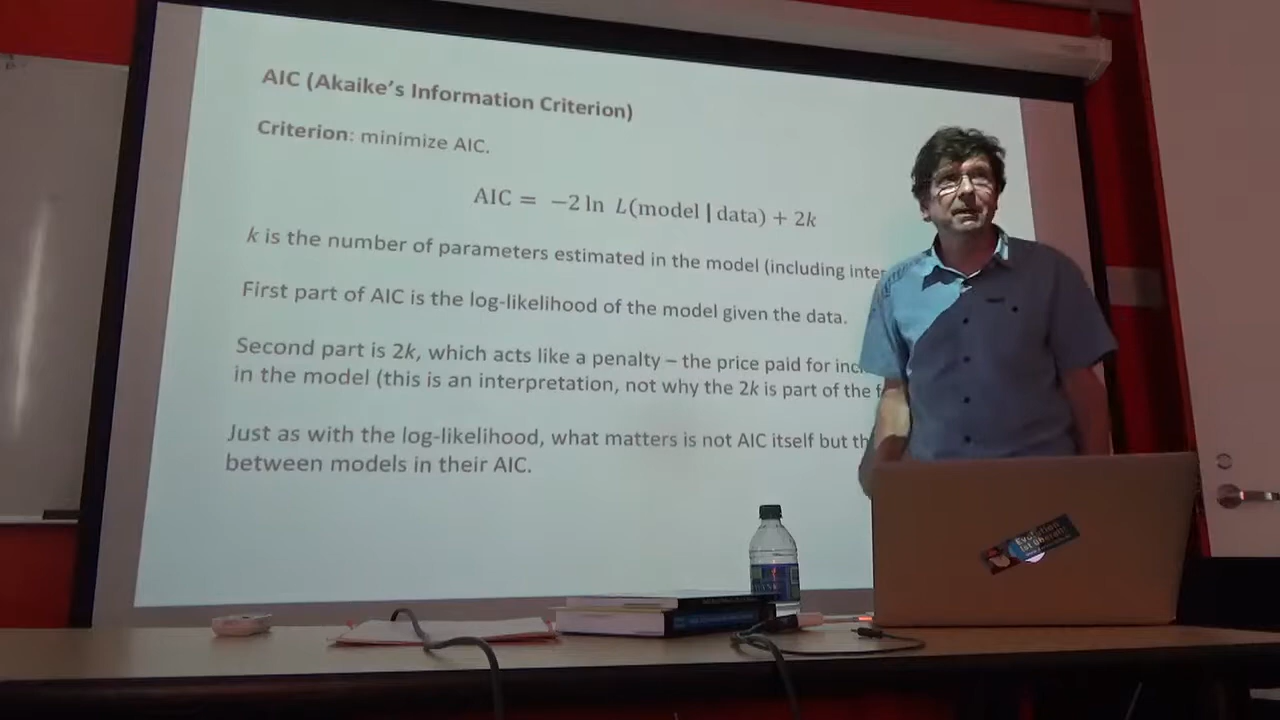 AIC (Akaike's Information Criterion)
Criterion: minimize AIC.
AIC = −2 ln L(model | data) + 2k
k is the number of parameters estimated in the model (including inter
First part of AIC is the log-likelihood of the model given the data.
Second part is 2k, which acts like a penalty – the price paid for incl
in the model (this is an interpretation, not why the 2k is part of the f
Just as with the log-likelihood, what matters is not AIC itself but th
between models in their AIC.
Evolution
ist überall!